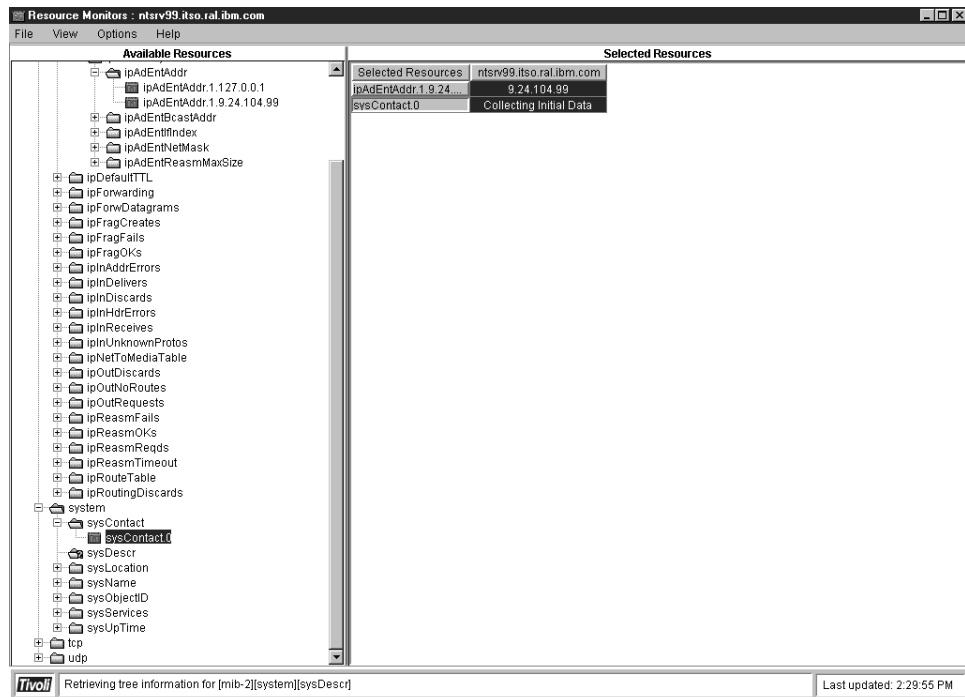 Resource Monitors : ntsrv99.itso.ral.ibm.com
File View Options Help
Available Resources
ipAdEntAddr
ipAdEntAddr.1.127.0.0.1
ipAdEntAddr.1.9.24.104.99
ipAdEntBcastAddr
ipAdEntIfIndex
ipAdEntNetMask
ipAdEntReasmMaxSize
ipDefaultTTL
ipForwarding
ipForwDatagrams
ipFragCreates
ipFragFails
ipFragOKs
ipInAddrErrors
ipInDelivers
ipInDiscards
ipInHdrErrors
ipInReceives
ipInUnknownProtos
ipNetToMediaTable
ipOutDiscards
ipOutNoRoutes
ipOutRequests
ipReasmFails
ipReasmOKs
ipReasmReqds
ipReasmTimeout
ipRouteTable
ipRoutingDiscards
system
sysContact
sysContact.0
sysDescr
sysLocation
sysName
sysObjectID
sysServices
sysUpTime
tcp
udp
Selected Resources
Selected Resources ntsrv99.itso.ral.ibm.com
ipAdEntAddr.1.9.24.... 9.24.104.99
sysContact.0 Collecting Initial Data
Tivoli Retrieving tree information for [mib-2][system][sysDescr] Last updated: 2:29:55 PM